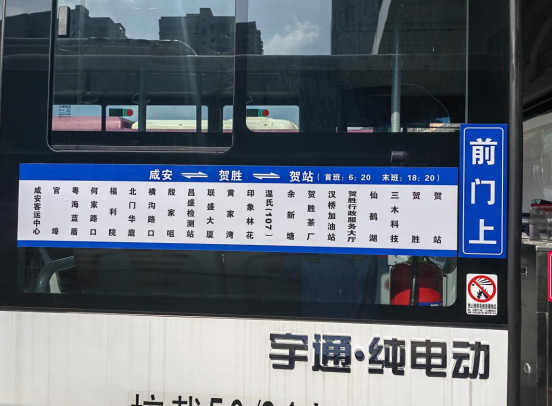 咸安 ⇌ 贺胜 ⇌ 贺站 (首班: 6: 20 末班: 18: 20)
咸安客运中心
官埠
粤海蓝盾
何家路口
福利院
北门华庭
横沟路口
殷家咀
昌盛检测站
联盛大厦
黄家湾
印象林花
温氏(107)
余新塘
贺胜茶厂
汉桥加油站
贺胜行政服务大厅
仙鹤湖
三木科技
贺胜
贺站
前门上
宇通·纯电动